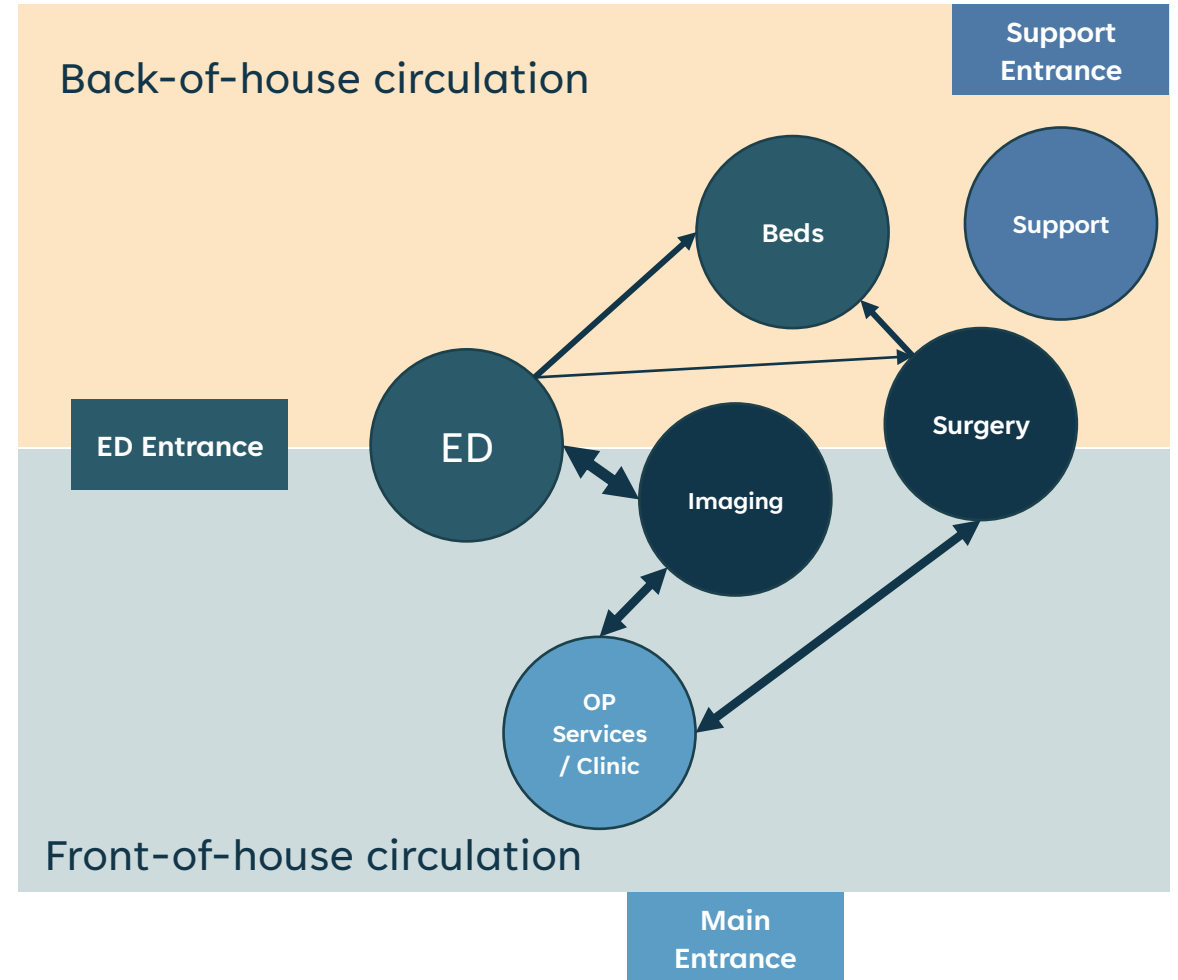 Support
Entrance
Back-of-house circulation
Beds
Support
Surgery
ED Entrance
ED
Imaging
OP
Services
/ Clinic
Front-of-house circulation
Main
Entrance